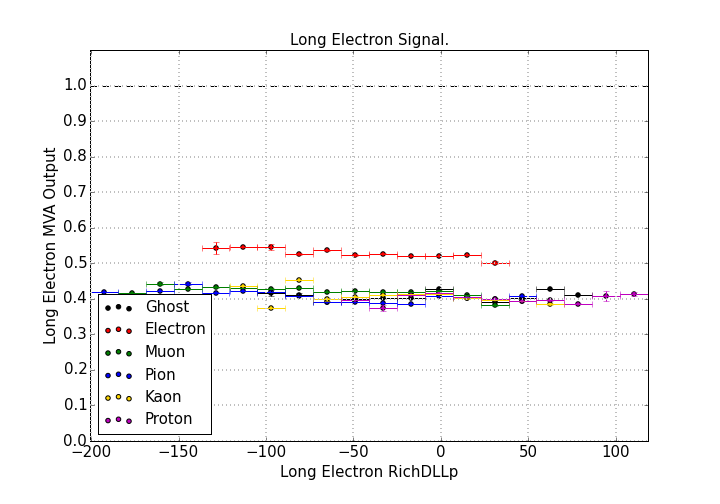 Long Electron Signal.
Long Electron MVA Output
1.0
0.9
0.8
0.7
0.6
0.5
0.4
0.3
0.2
0.1
0.0
Ghost
Electron
Muon
Pion
Kaon
Proton
−200 −150 −100 −50 0 50 100
Long Electron RichDLLp